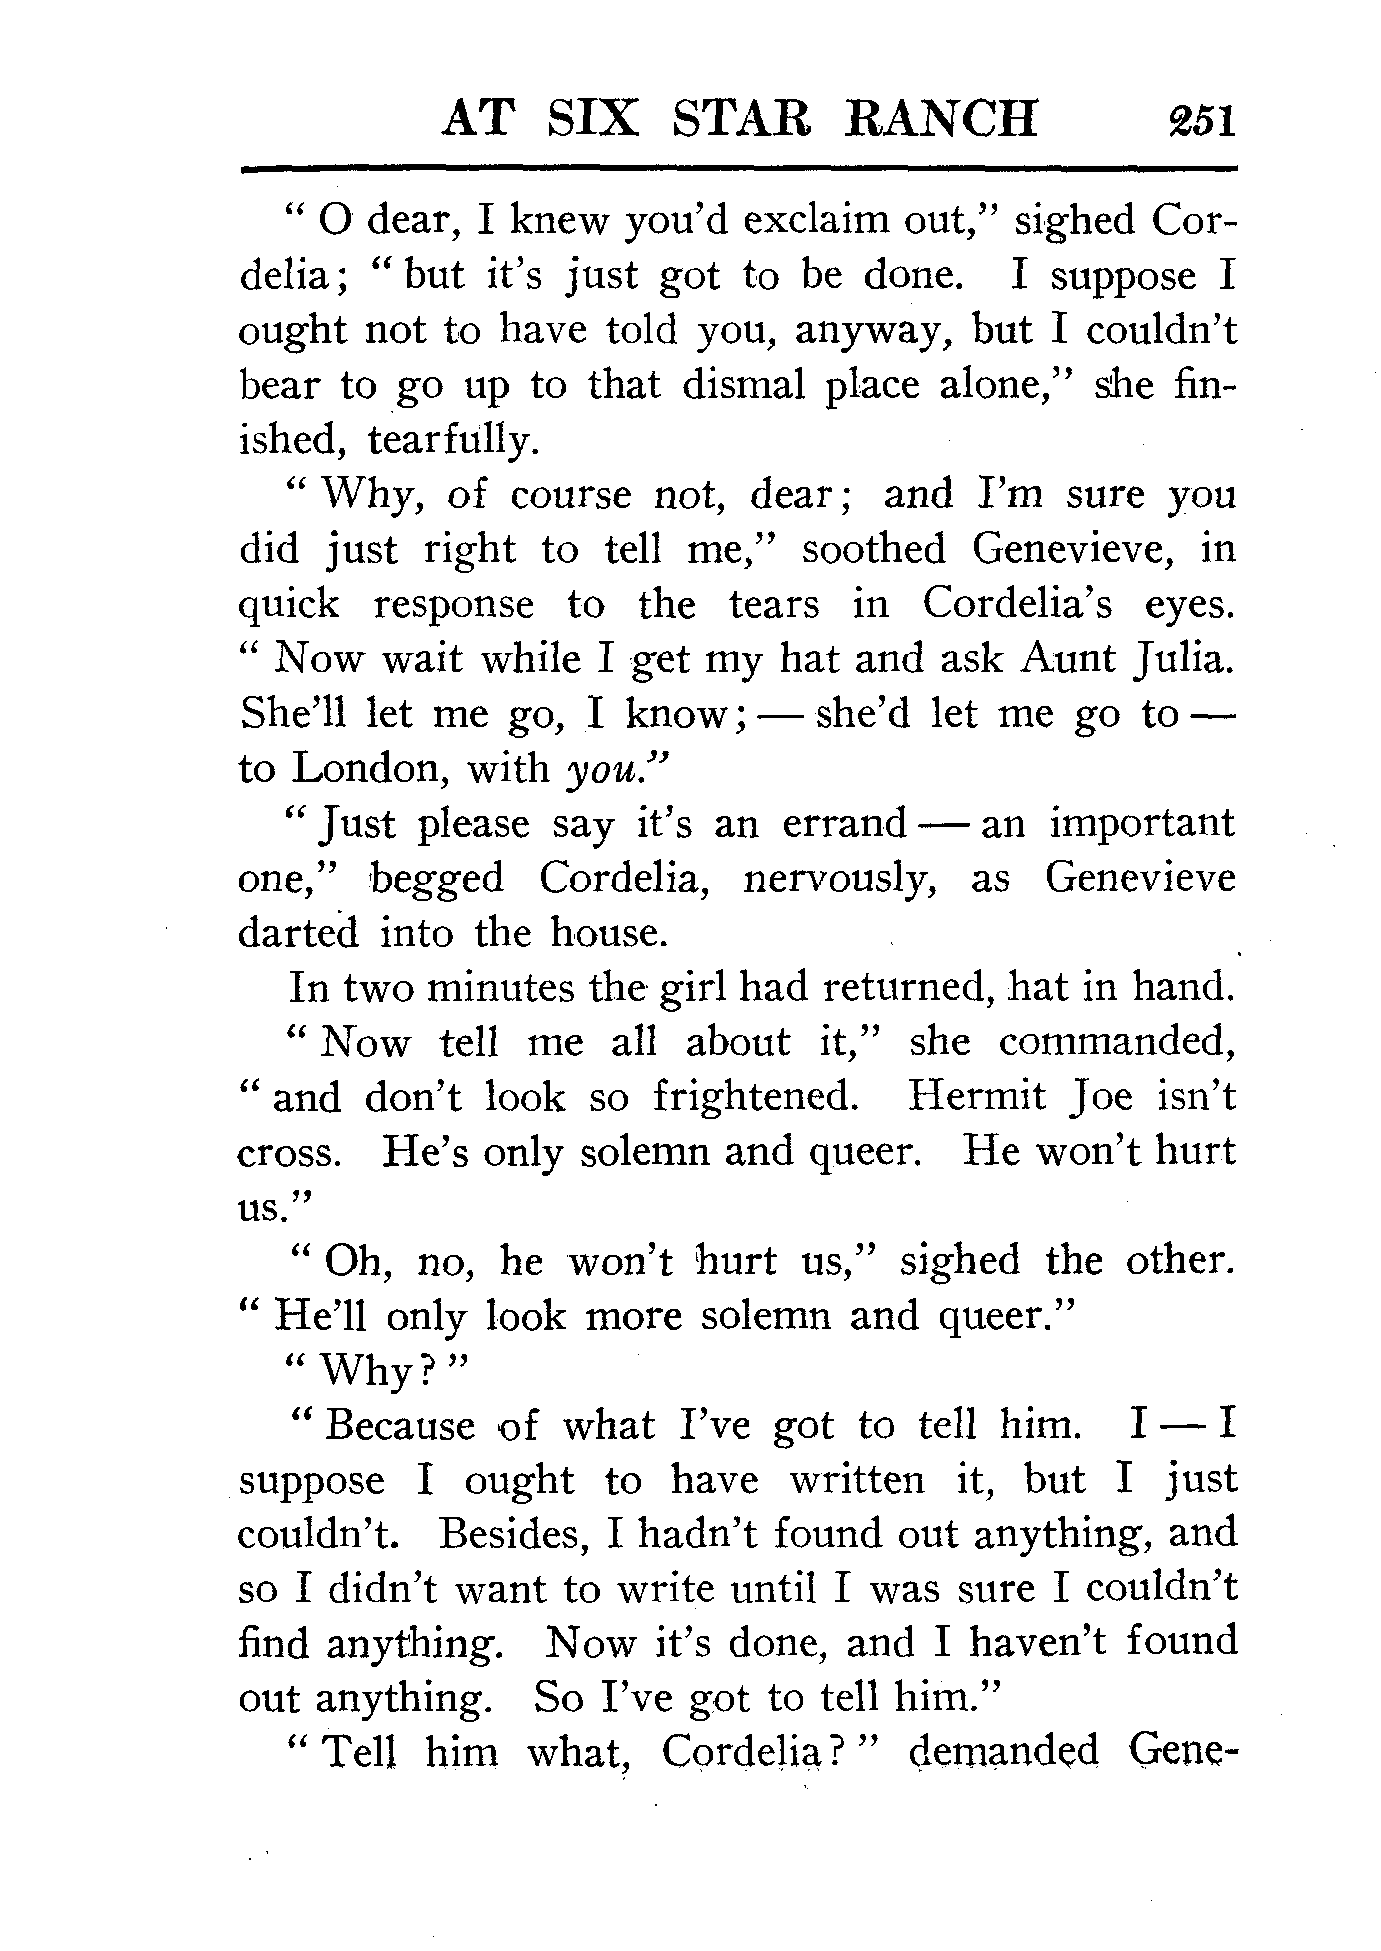 AT SIX STAR RANCH 251
" O dear, I knew you'd exclaim out," sighed Cor-
delia; " but it's just got to be done. I suppose I
ought not to have told you, anyway, but I couldn't
bear to go up to that dismal place alone," she fin-
ished, tearfully.
" Why, of course not, dear; and I'm sure you
did just right to tell me," soothed Genevieve, in
quick response to the tears in Cordelia's eyes.
" Now wait while I get my hat and ask Aunt Julia.
She'll let me go, I know; — she'd let me go to —
to London, with you."
" Just please say it's an errand — an important
one," begged Cordelia, nervously, as Genevieve
darted into the house.
In two minutes the girl had returned, hat in hand.
" Now tell me all about it," she commanded,
" and don't look so frightened. Hermit Joe isn't
cross. He's only solemn and queer. He won't hurt
us."
" Oh, no, he won't hurt us," sighed the other.
" He'll only look more solemn and queer."
" Why? "
" Because of what I've got to tell him. I — I
suppose I ought to have written it, but I just
couldn't. Besides, I hadn't found out anything, and
so I didn't want to write until I was sure I couldn't
find anything. Now it's done, and I haven't found
out anything. So I've got to tell him."
" Tell him what, Cordelia? " demanded Gene-